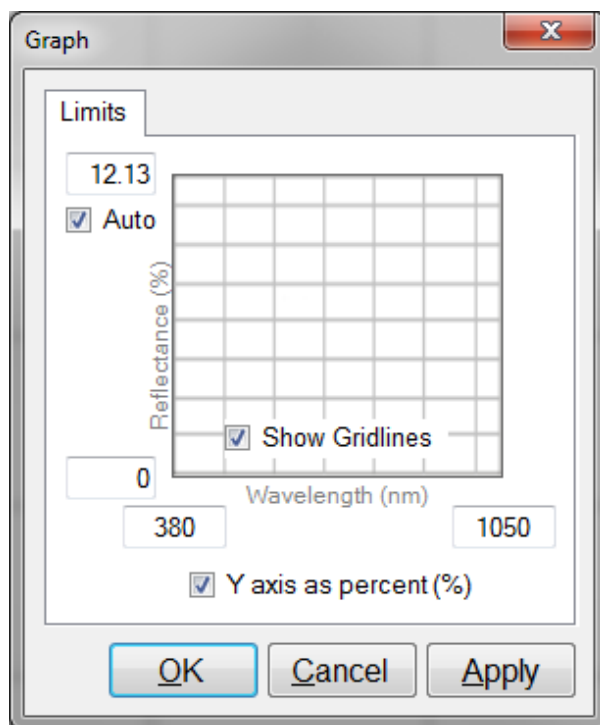 Graph
Limits
12.13
Auto
Reflectance (%)
Show Gridlines
0
Wavelength (nm)
380
1050
Y axis as percent (%)
OK
Cancel
Apply